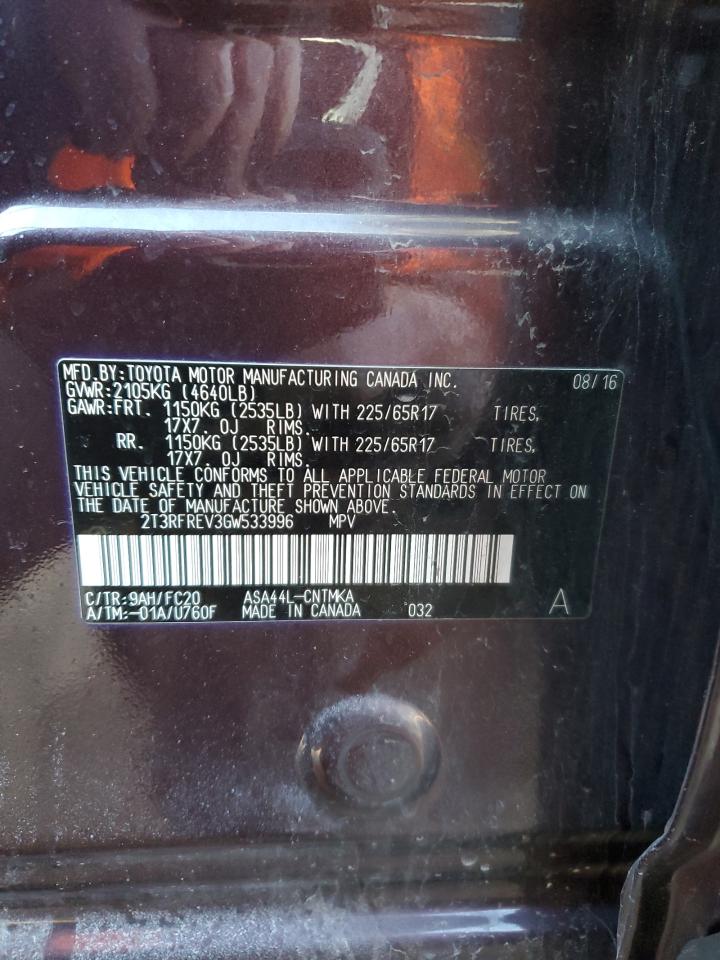 MFD.BY:TOYOTA MOTOR MANUFACTURING CANADA INC. 08/16
GVWR:2105KG (4640LB)
GAWR:FRT. 1150KG (2535LB) WITH 225/65R17 TIRES,
17X7. 0J RIMS.
RR. 1150KG (2535LB) WITH 225/65R17 TIRES,
17X7. 0J RIMS.
THIS VEHICLE CONFORMS TO ALL APPLICABLE FEDERAL MOTOR
VEHICLE SAFETY AND THEFT PREVENTION STANDARDS IN EFFECT ON
THE DATE OF MANUFACTURE SHOWN ABOVE.
2T3RFREV3GW533996 MPV
C/TR:9AH/FC20 ASA44L-CNTMKA
A/TM:-01A/U760F MADE IN CANADA 032 A